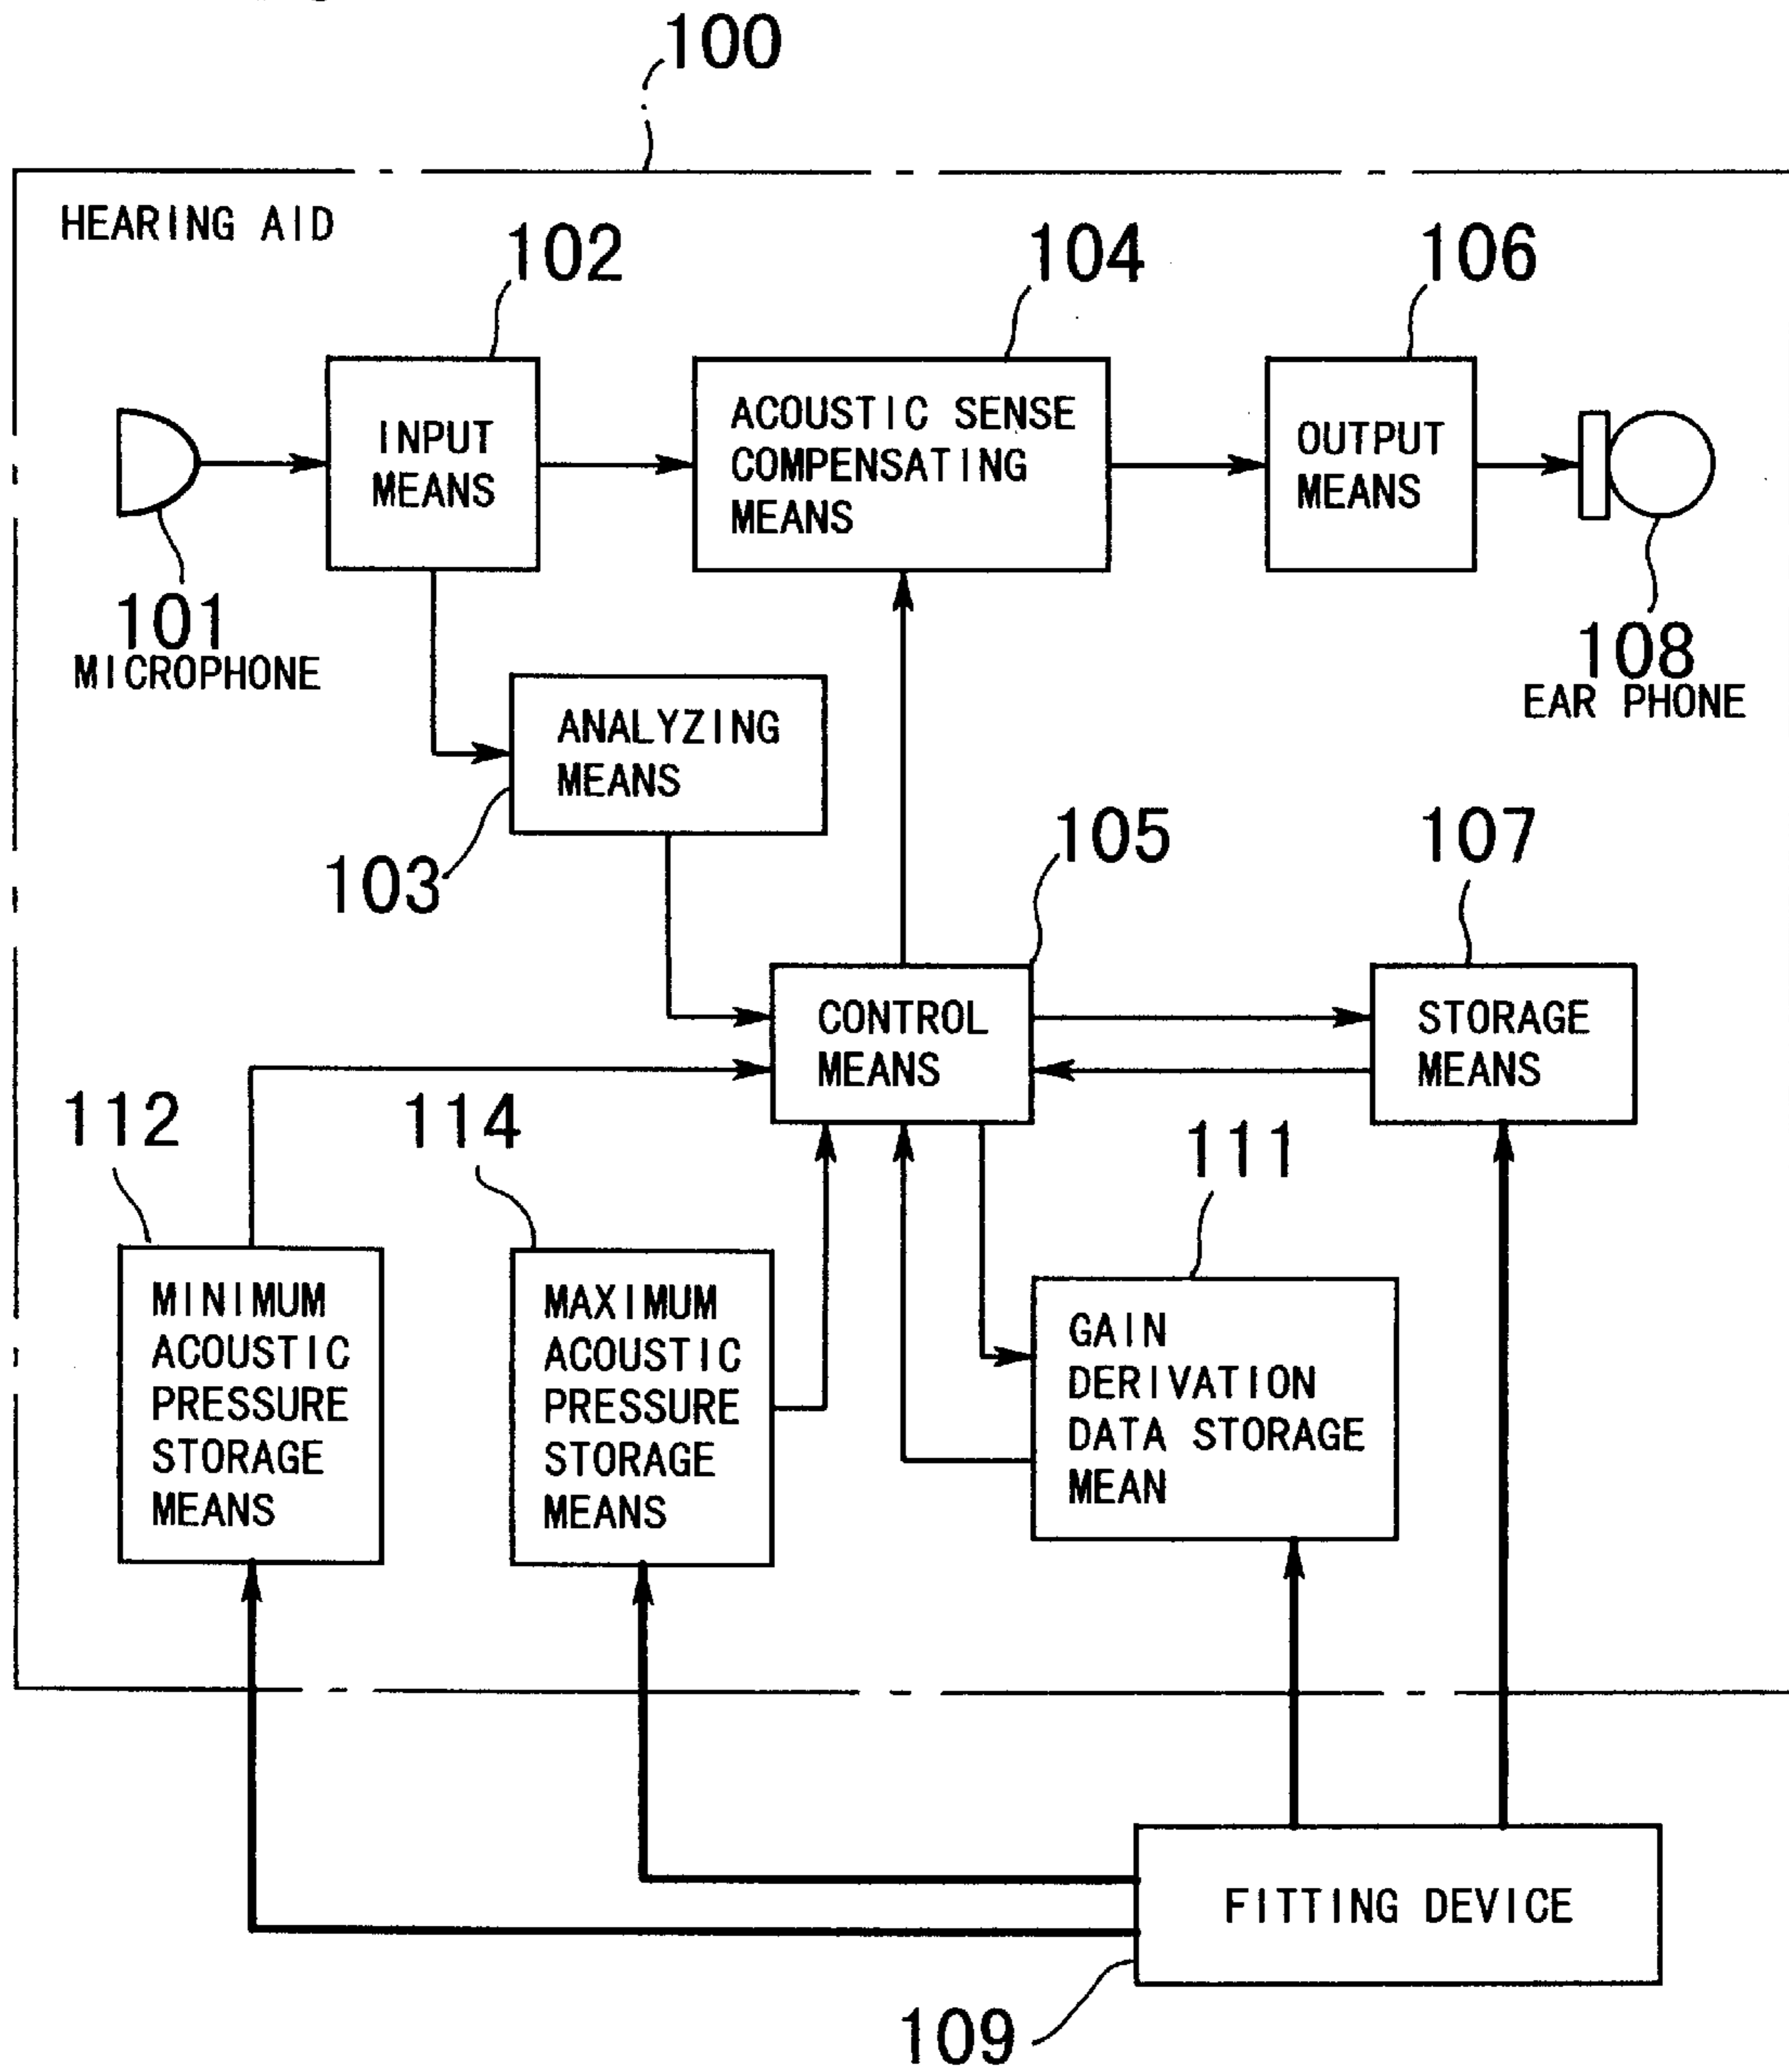 100
HEARING AID
102
104
106
INPUT
MEANS
ACOUSTIC SENSE
COMPENSATING
MEANS
OUTPUT
MEANS
101
MICROPHONE
108
EAR PHONE
ANALYZING
MEANS
103
105
107
CONTROL
MEANS
STORAGE
MEANS
112
114
111
MINIMUM
ACOUSTIC
PRESSURE
STORAGE
MEANS
MAXIMUM
ACOUSTIC
PRESSURE
STORAGE
MEANS
GAIN
DERIVATION
DATA STORAGE
MEAN
FITTING DEVICE
109